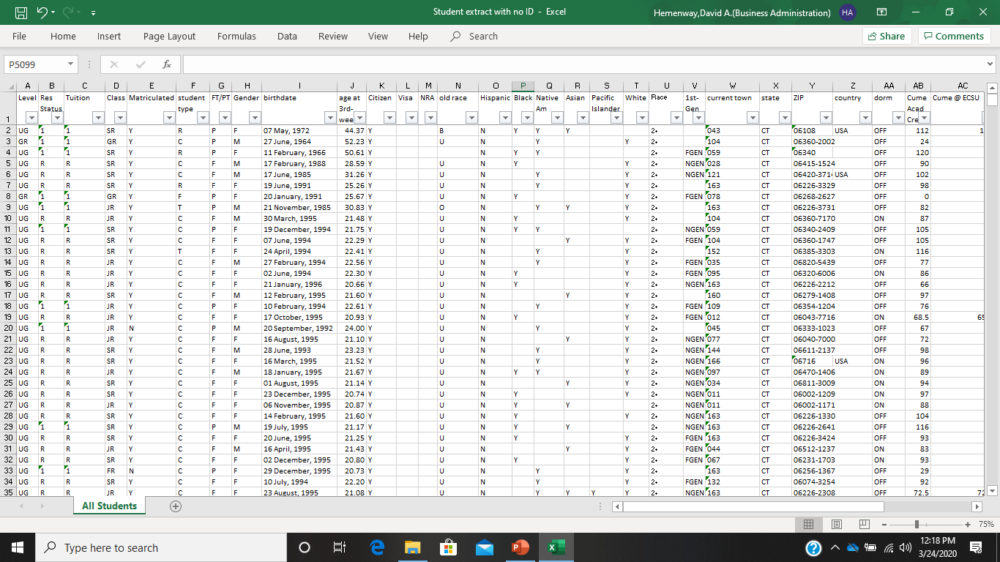 Student extract with no ID - Excel
Hemenway,David A.(Business Administration) HA
File Home Insert Page Layout Formulas Data Review View Help Search Share Comments
P5099 fx
A B C D E F G H I J K L M N O P Q R S T U V W X Y Z AA AB AC
1 Level Res Status Tuition Class Matriculated student type FT/PT Gender birthdate age at 3rd-wee Citizen Visa NRA old race Hispanic Black Native Am Asian Pacific Islander White Race 1st-Gen current town state ZIP country dorm Cume Acad Cre Cume @ ECSU
2 UG 1 1 SR Y R P F 07 May, 1972 44.37 Y B N Y Y Y 2+ 043 CT 06108 USA OFF 112 1
3 GR 1 1 GR Y C P M 27 June, 1964 52.23 Y U N Y Y 2+ 104 CT 06360-2002 OFF 24
4 UG 1 1 SR Y R P F 11 February, 1966 50.61 Y N Y Y 2+ FGEN 059 CT 06340 OFF 120
5 UG R R SR Y C F M 17 February, 1988 28.59 Y U N Y Y 2+ NGEN 028 CT 06415-1524 OFF 90
6 UG R R SR Y C F M 17 June, 1985 31.26 Y U N Y Y 2+ NGEN 121 CT 06420-371 USA OFF 102
7 UG R R SR Y R F F 19 June, 1991 25.26 Y U N Y Y 2+ 163 CT 06226-3329 OFF 98
8 GR 1 1 GR Y F P F 20 January, 1991 25.67 Y U N Y Y 2+ FGEN 078 CT 06268-2627 OFF 0
9 UG 1 1 JR Y T P M 21 November, 1985 30.83 Y O N Y Y Y 2+ 163 CT 06226-3731 OFF 82
10 UG R R JR Y C F M 30 March, 1995 21.48 Y U N Y Y 2+ 104 CT 06360-7170 ON 87
11 UG 1 1 SR Y C P F 19 December, 1994 21.75 Y U N Y Y 2+ NGEN 059 CT 06340-2409 OFF 105
12 UG R R SR Y C F F 07 June, 1994 22.29 Y U N Y Y 2+ FGEN 104 CT 06360-1747 OFF 105
13 UG R R SR Y T F F 24 April, 1994 22.41 Y U N Y Y 2+ 152 CT 06385-3303 ON 116
14 UG R R JR Y C F M 27 February, 1994 22.56 Y U N Y Y 2+ FGEN 035 CT 06820-5439 OFF 77
15 UG R R JR Y C F F 02 June, 1994 22.30 Y U N Y Y 2+ FGEN 095 CT 06320-6006 ON 86
16 UG R R JR Y C F M 21 January, 1996 20.66 Y U N Y Y 2+ NGEN 163 CT 06226-2212 OFF 66
17 UG R R SR Y C F M 12 February, 1995 21.60 Y U N Y Y 2+ 160 CT 06279-1408 OFF 97
18 UG 1 1 JR Y C P F 10 February, 1994 22.61 Y U N Y Y 2+ FGEN 109 CT 06354-1204 OFF 76
19 UG R R JR Y C F F 17 October, 1995 20.93 Y U N Y Y 2+ FGEN 012 CT 06043-7716 ON 68.5 65
20 UG 1 1 JR N C P M 20 September, 1992 24.00 Y U N Y Y 2+ 045 CT 06333-1023 OFF 67
21 UG R R JR Y C F F 16 August, 1995 21.10 Y U N Y Y 2+ NGEN 077 CT 06040-7000 OFF 72
22 UG R R SR Y C F M 28 June, 1993 23.23 Y U N Y Y 2+ NGEN 144 CT 06611-2137 OFF 98
23 UG R R SR Y C F F 16 March, 1995 21.52 Y U N Y Y 2+ NGEN 166 CT 06716 USA ON 96
24 UG R R JR Y C F M 18 January, 1995 21.67 Y U N Y Y Y 2+ NGEN 097 CT 06470-1406 ON 89
25 UG R R SR Y C F F 01 August, 1995 21.14 Y U N Y Y 2+ NGEN 034 CT 06811-3009 ON 94
26 UG R R SR Y C F F 23 December, 1995 20.74 Y U N Y Y 2+ NGEN 011 CT 06002-1209 ON 97
27 UG R R JR Y C F F 06 November, 1995 20.87 Y U N Y Y 2+ NGEN 011 CT 06002-1171 ON 88
28 UG R R SR Y C F F 14 February, 1995 21.60 Y U N Y Y 2+ NGEN 163 CT 06226-1330 OFF 104
29 UG 1 1 SR Y C P M 19 July, 1995 21.17 Y U N Y Y 2+ NGEN 163 CT 06226-2641 OFF 116
30 UG R R SR Y C F F 20 June, 1995 21.25 Y U N Y Y 2+ FGEN 163 CT 06226-3424 OFF 93
31 UG R R JR Y C F M 16 April, 1995 21.43 Y U N Y Y 2+ FGEN 044 CT 06512-1237 ON 83
32 UG R R SR Y C F F 02 December, 1995 20.80 Y U N Y Y 2+ FGEN 067 CT 06231-1703 ON 93
33 UG 1 1 FR N C P F 29 December, 1995 20.73 Y U N Y Y 2+ 163 CT 06256-1367 OFF 29
34 UG R R SR Y C F F 10 July, 1994 22.20 Y U N Y Y 2+ FGEN 132 CT 06074-3254 OFF 92
35 UG R R JR Y C F F 23 August, 1995 21.08 Y U N Y Y Y Y 2+ NGEN 163 CT 06226-2308 OFF 72.5 72
All Students
75%
Type here to search
12:18 PM
3/24/2020